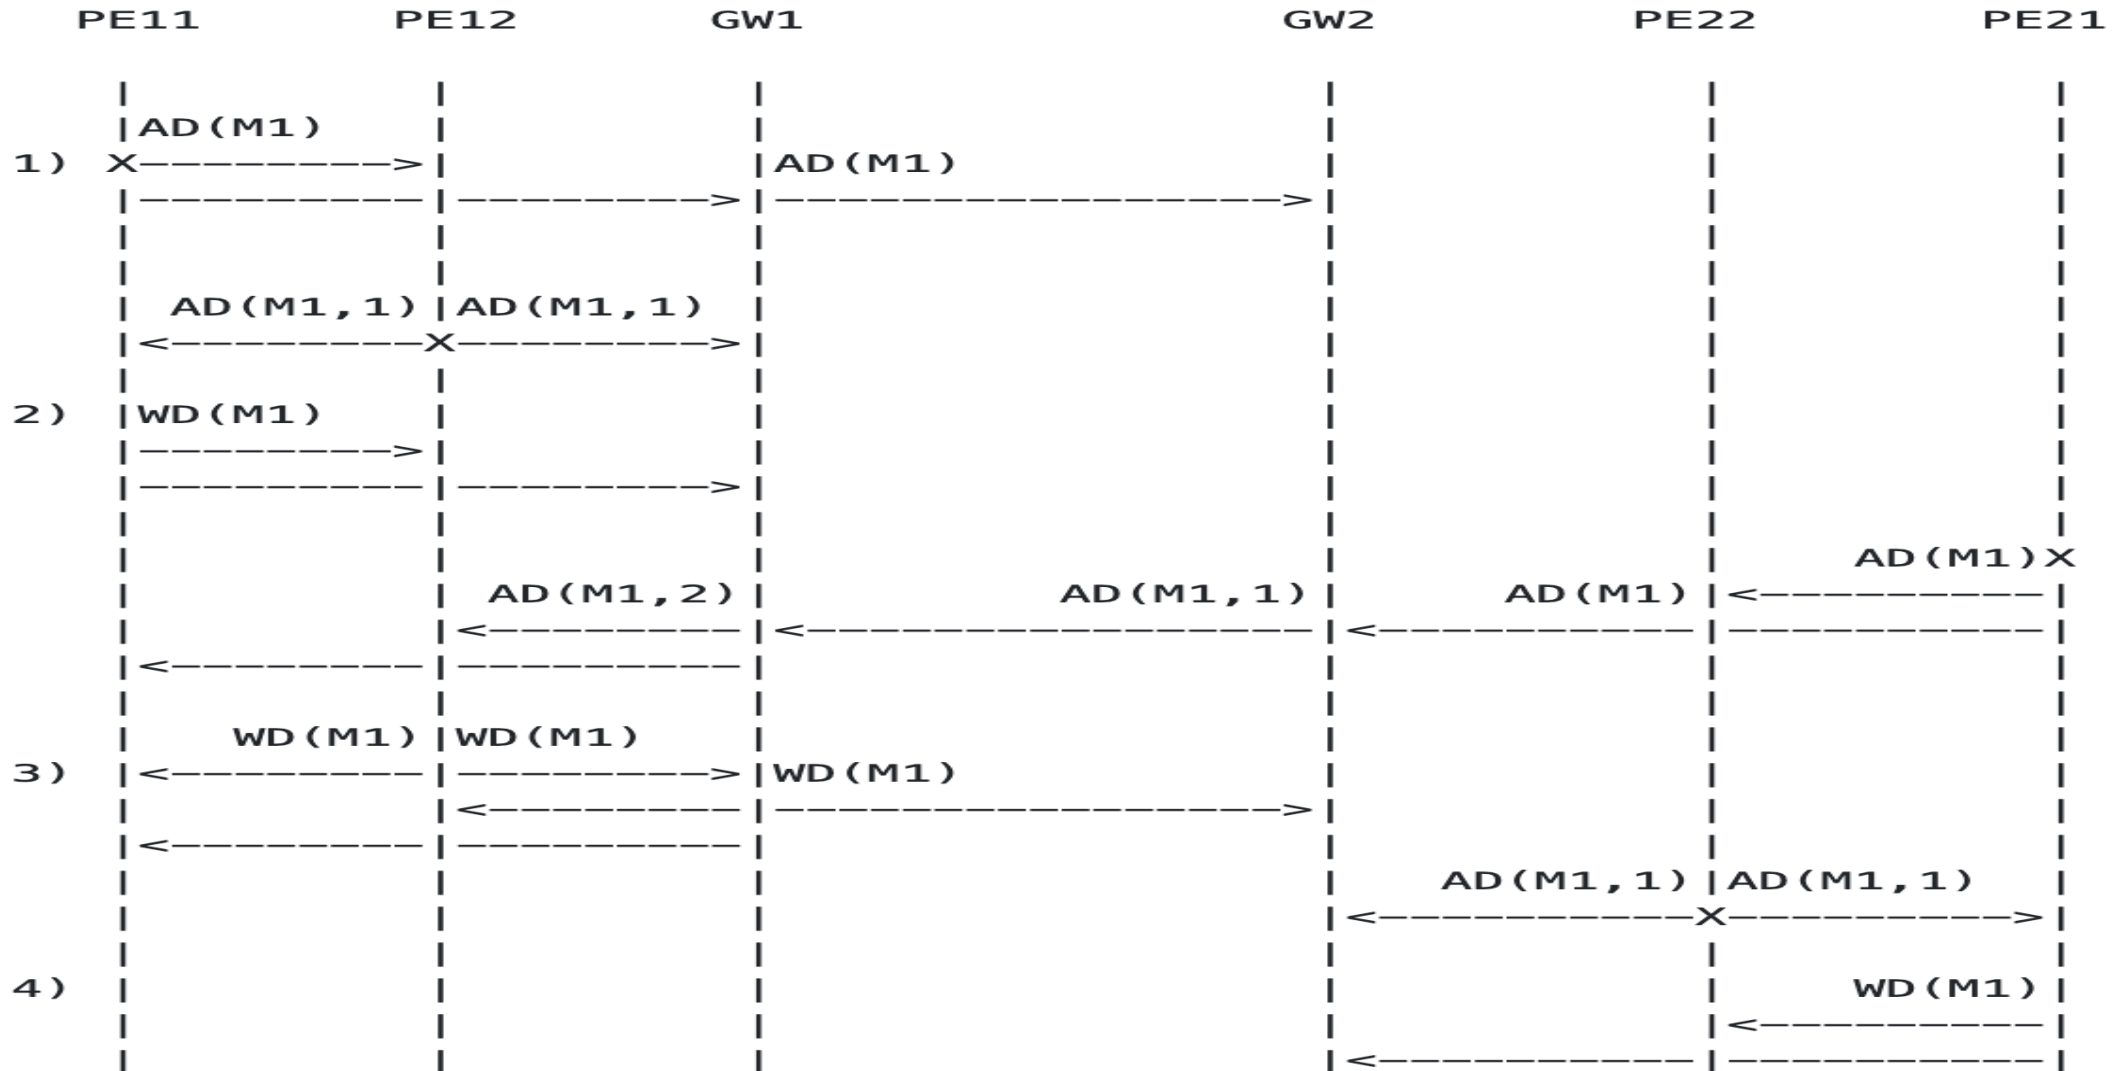 PE11 PE12 GW1 GW2 PE22 PE21
AD(M1)
1) X AD(M1)
AD(M1,1) AD(M1,1)
X
2) WD(M1)
AD(M1)X
AD(M1,2) AD(M1,1) AD(M1)
WD(M1) WD(M1)
3) WD(M1)
AD(M1,1) AD(M1,1)
X
4) WD(M1)